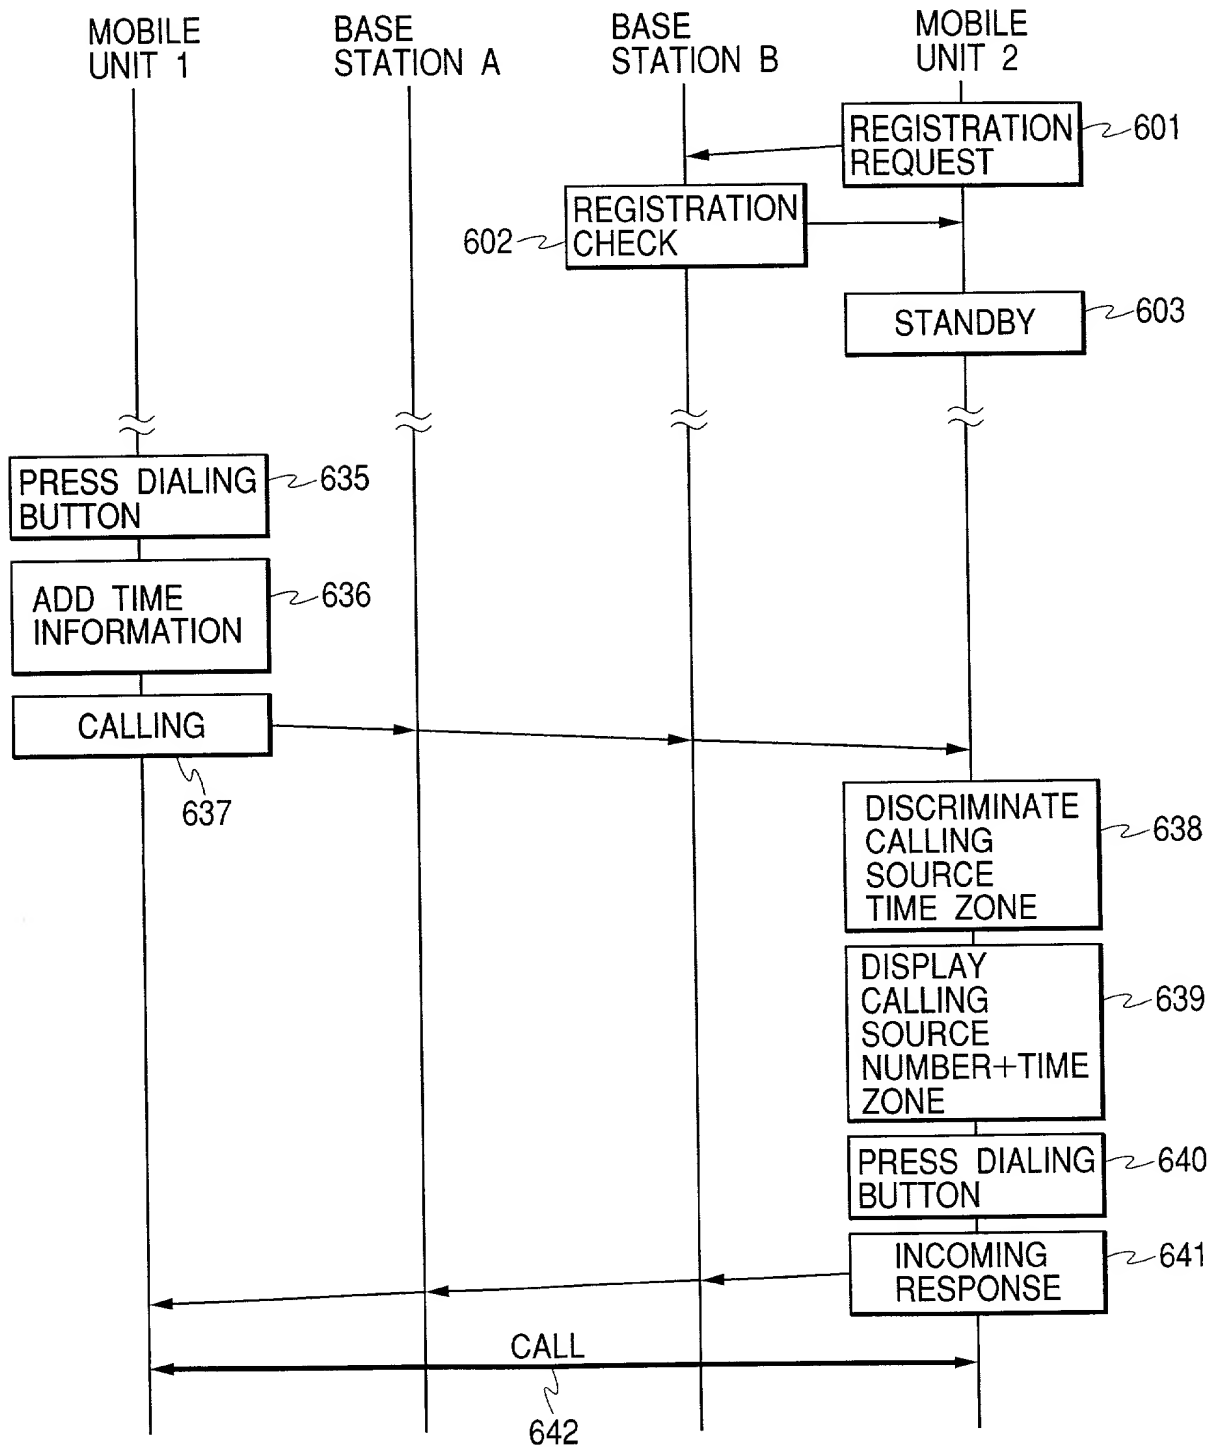 MOBILE
UNIT 1
BASE
STATION A
BASE
STATION B
MOBILE
UNIT 2
REGISTRATION
REQUEST
601
REGISTRATION
CHECK
602
STANDBY
603
PRESS DIALING
BUTTON
635
ADD TIME
INFORMATION
636
CALLING
637
DISCRIMINATE
CALLING
SOURCE
TIME ZONE
638
DISPLAY
CALLING
SOURCE
NUMBER+TIME
ZONE
639
PRESS DIALING
BUTTON
640
INCOMING
RESPONSE
641
CALL
642